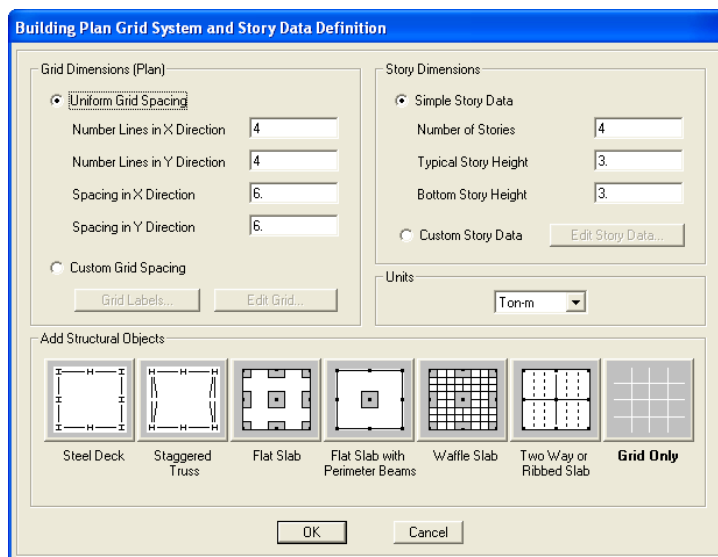 Building Plan Grid System and Story Data Definition
Grid Dimensions (Plan)
Uniform Grid Spacing
Number Lines in X Direction 4
Number Lines in Y Direction 4
Spacing in X Direction 6.
Spacing in Y Direction 6.
Custom Grid Spacing
Grid Labels... Edit Grid...
Story Dimensions
Simple Story Data
Number of Stories 4
Typical Story Height 3.
Bottom Story Height 3.
Custom Story Data Edit Story Data...
Units
Ton-m
Add Structural Objects
Steel Deck
Staggered
Truss
Flat Slab
Flat Slab with
Perimeter Beams
Waffle Slab
Two Way or
Ribbed Slab
Grid Only
OK Cancel